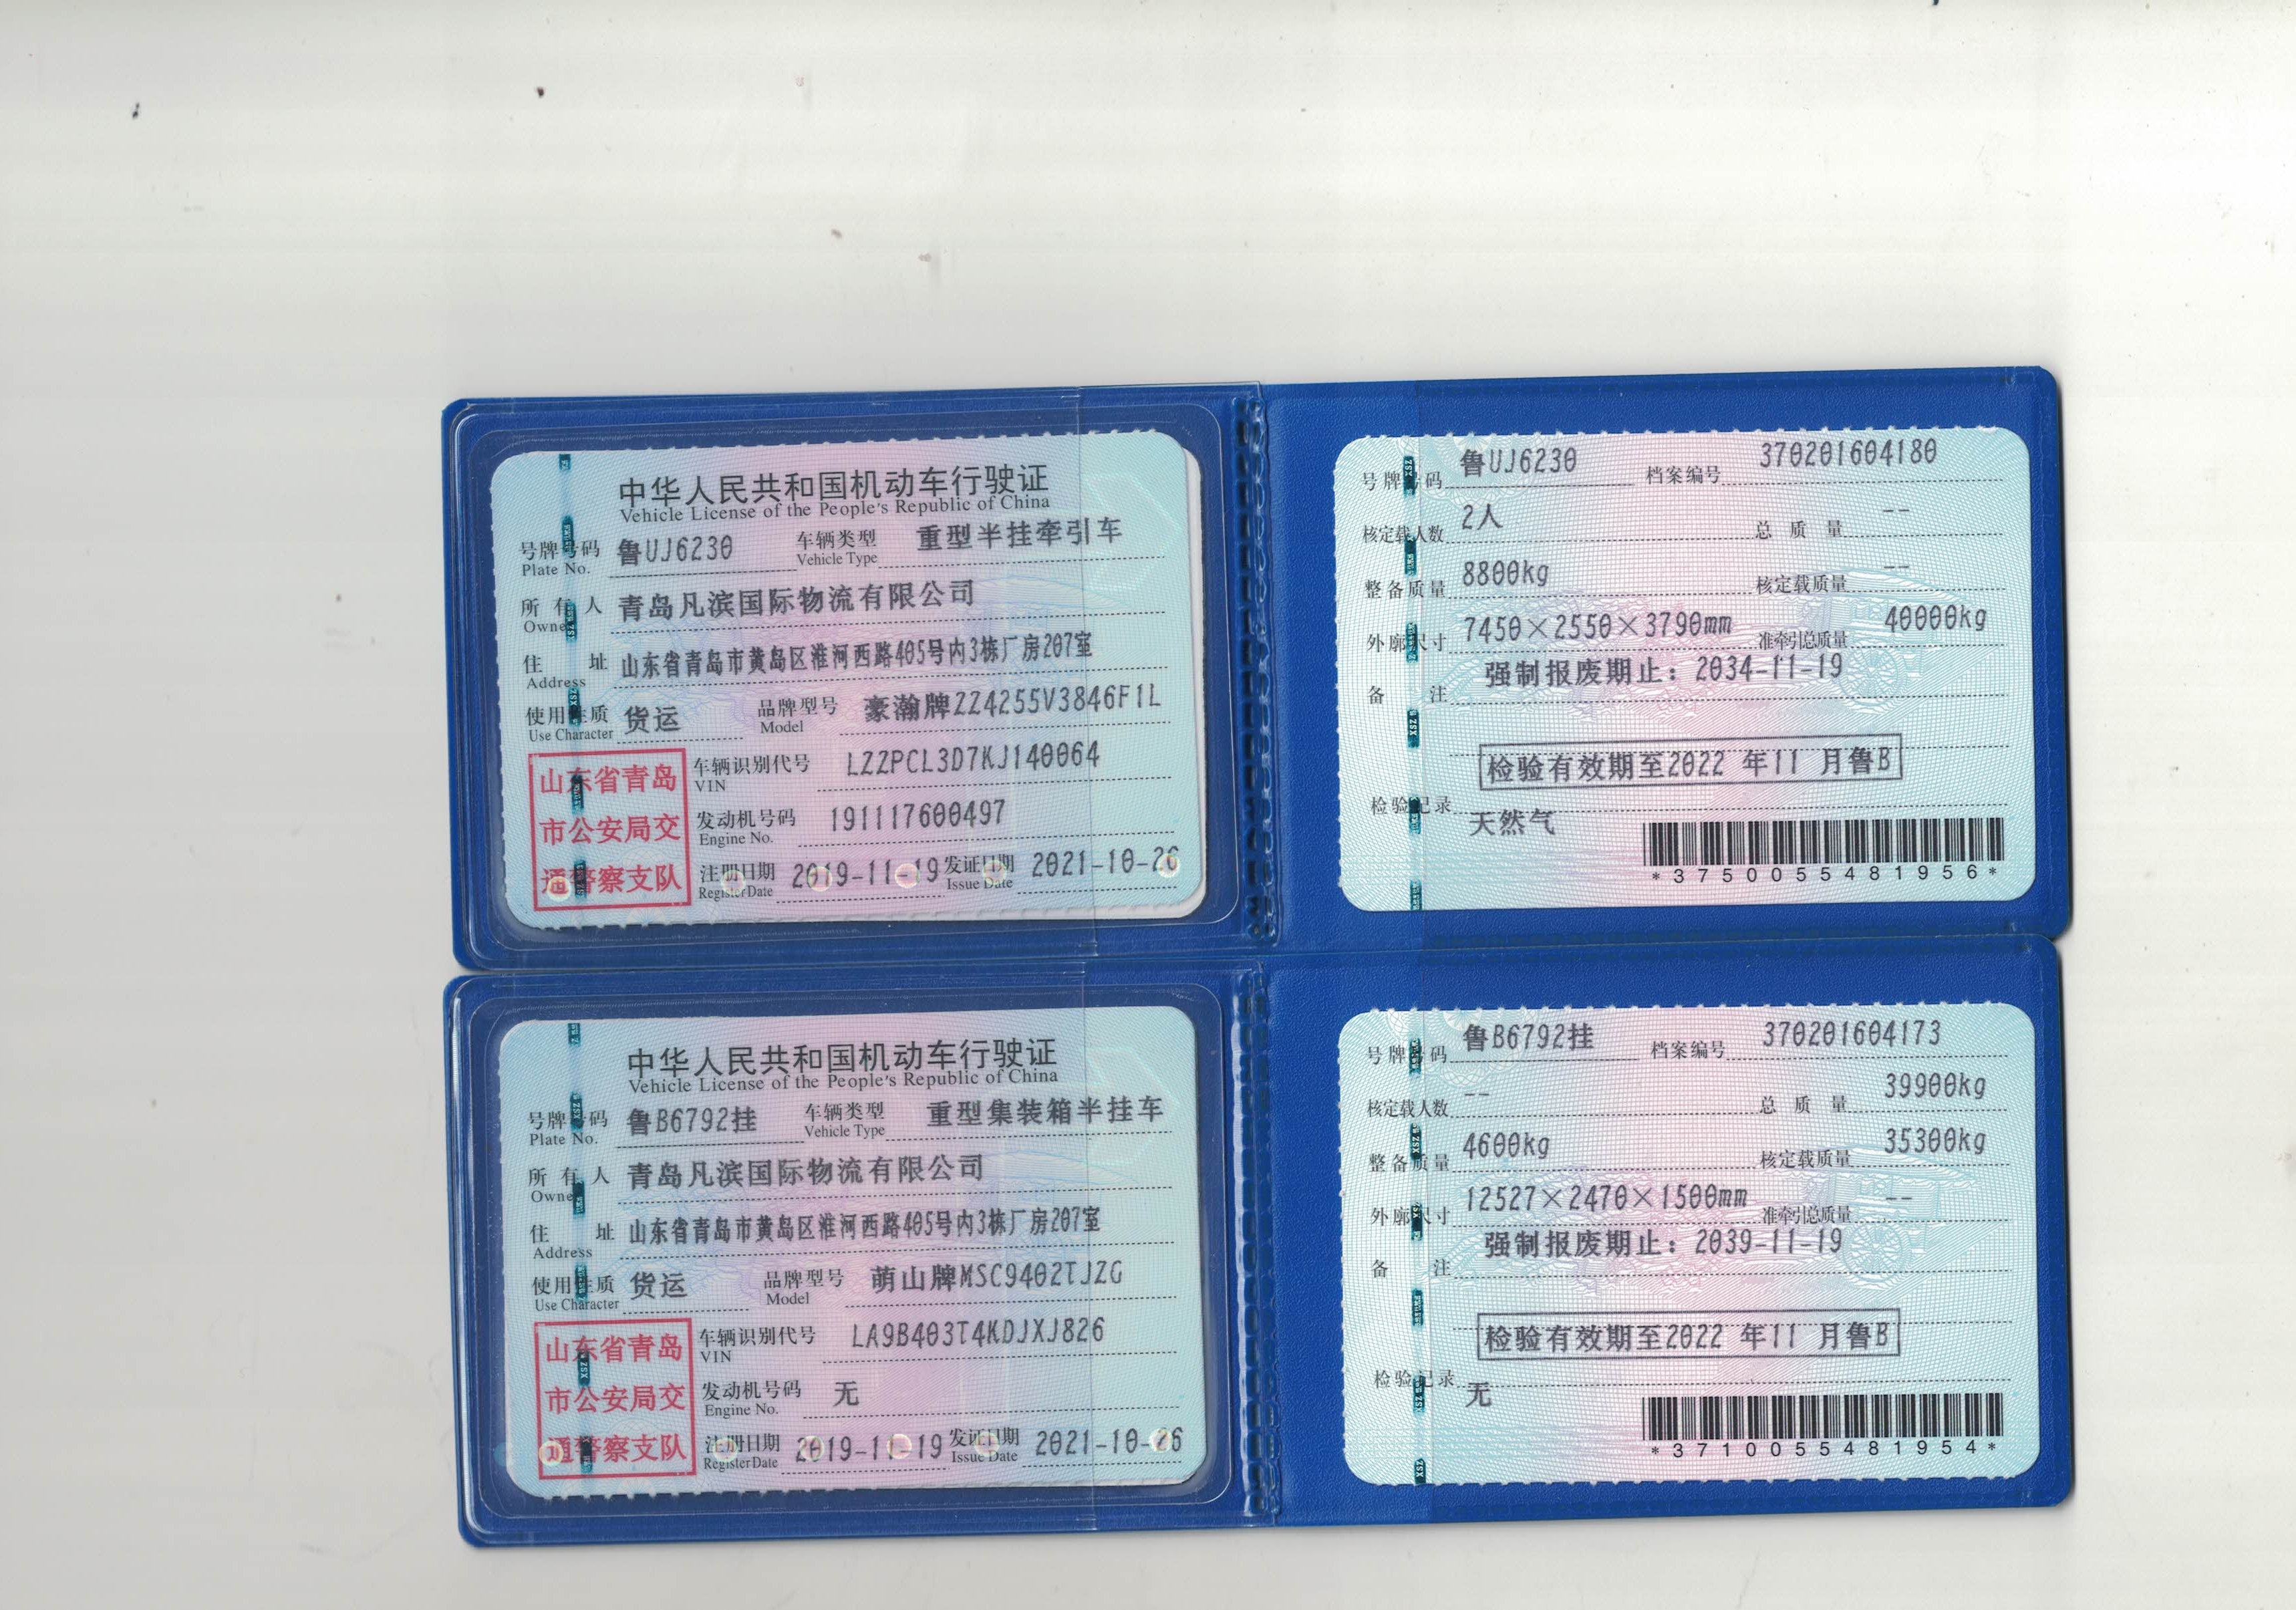 中华人民共和国机动车行驶证
Vehicle License of the People's Republic of China
号牌号码 鲁UJ6230 车辆类型 重型半挂牵引车
Plate No. Vehicle Type
所有人 青岛凡滨国际物流有限公司
Owner
住址 山东省青岛市黄岛区淮河西路405号内3栋厂房207室
Address
使用性质 货运 品牌型号 豪瀚牌ZZ4255V3846F1L
Use Character Model
山东省青岛
市公安局交
通警察支队
车辆识别代号 LZZPCL3D7KJ140064
VIN
发动机号码 191117600497
Engine No.
注册日期 2019-11-19 发证日期 2021-10-26
Register Date Issue Date
号牌号码 鲁UJ6230 档案编号 370201604180
核定载人数 2人 总质量 --
整备质量 8800kg 核定载质量 --
外廓尺寸 7450×2550×3790mm 准牵引总质量 40000kg
备注 强制报废期止：2034-11-19
检验有效期至2022 年11 月鲁B
检验记录 天然气
*3750055481956*
中华人民共和国机动车行驶证
Vehicle License of the People's Republic of China
号牌号码 鲁B6792挂 车辆类型 重型集装箱半挂车
Plate No. Vehicle Type
所有人 青岛凡滨国际物流有限公司
Owner
住址 山东省青岛市黄岛区淮河西路405号内3栋厂房207室
Address
使用性质 货运 品牌型号 萌山牌MSC9402TJZG
Use Character Model
山东省青岛
市公安局交
通警察支队
车辆识别代号 LA9B403T4KDJXJ826
VIN
发动机号码 无
Engine No.
注册日期 2019-11-19 发证日期 2021-10-26
Register Date Issue Date
号牌号码 鲁B6792挂 档案编号 370201604173
核定载人数 -- 总质量 39900kg
整备质量 4600kg 核定载质量 35300kg
外廓尺寸 12527×2470×1500mm 准牵引总质量 --
备注 强制报废期止：2039-11-19
检验有效期至2022 年11 月鲁B
检验记录 无
*3710055481954*